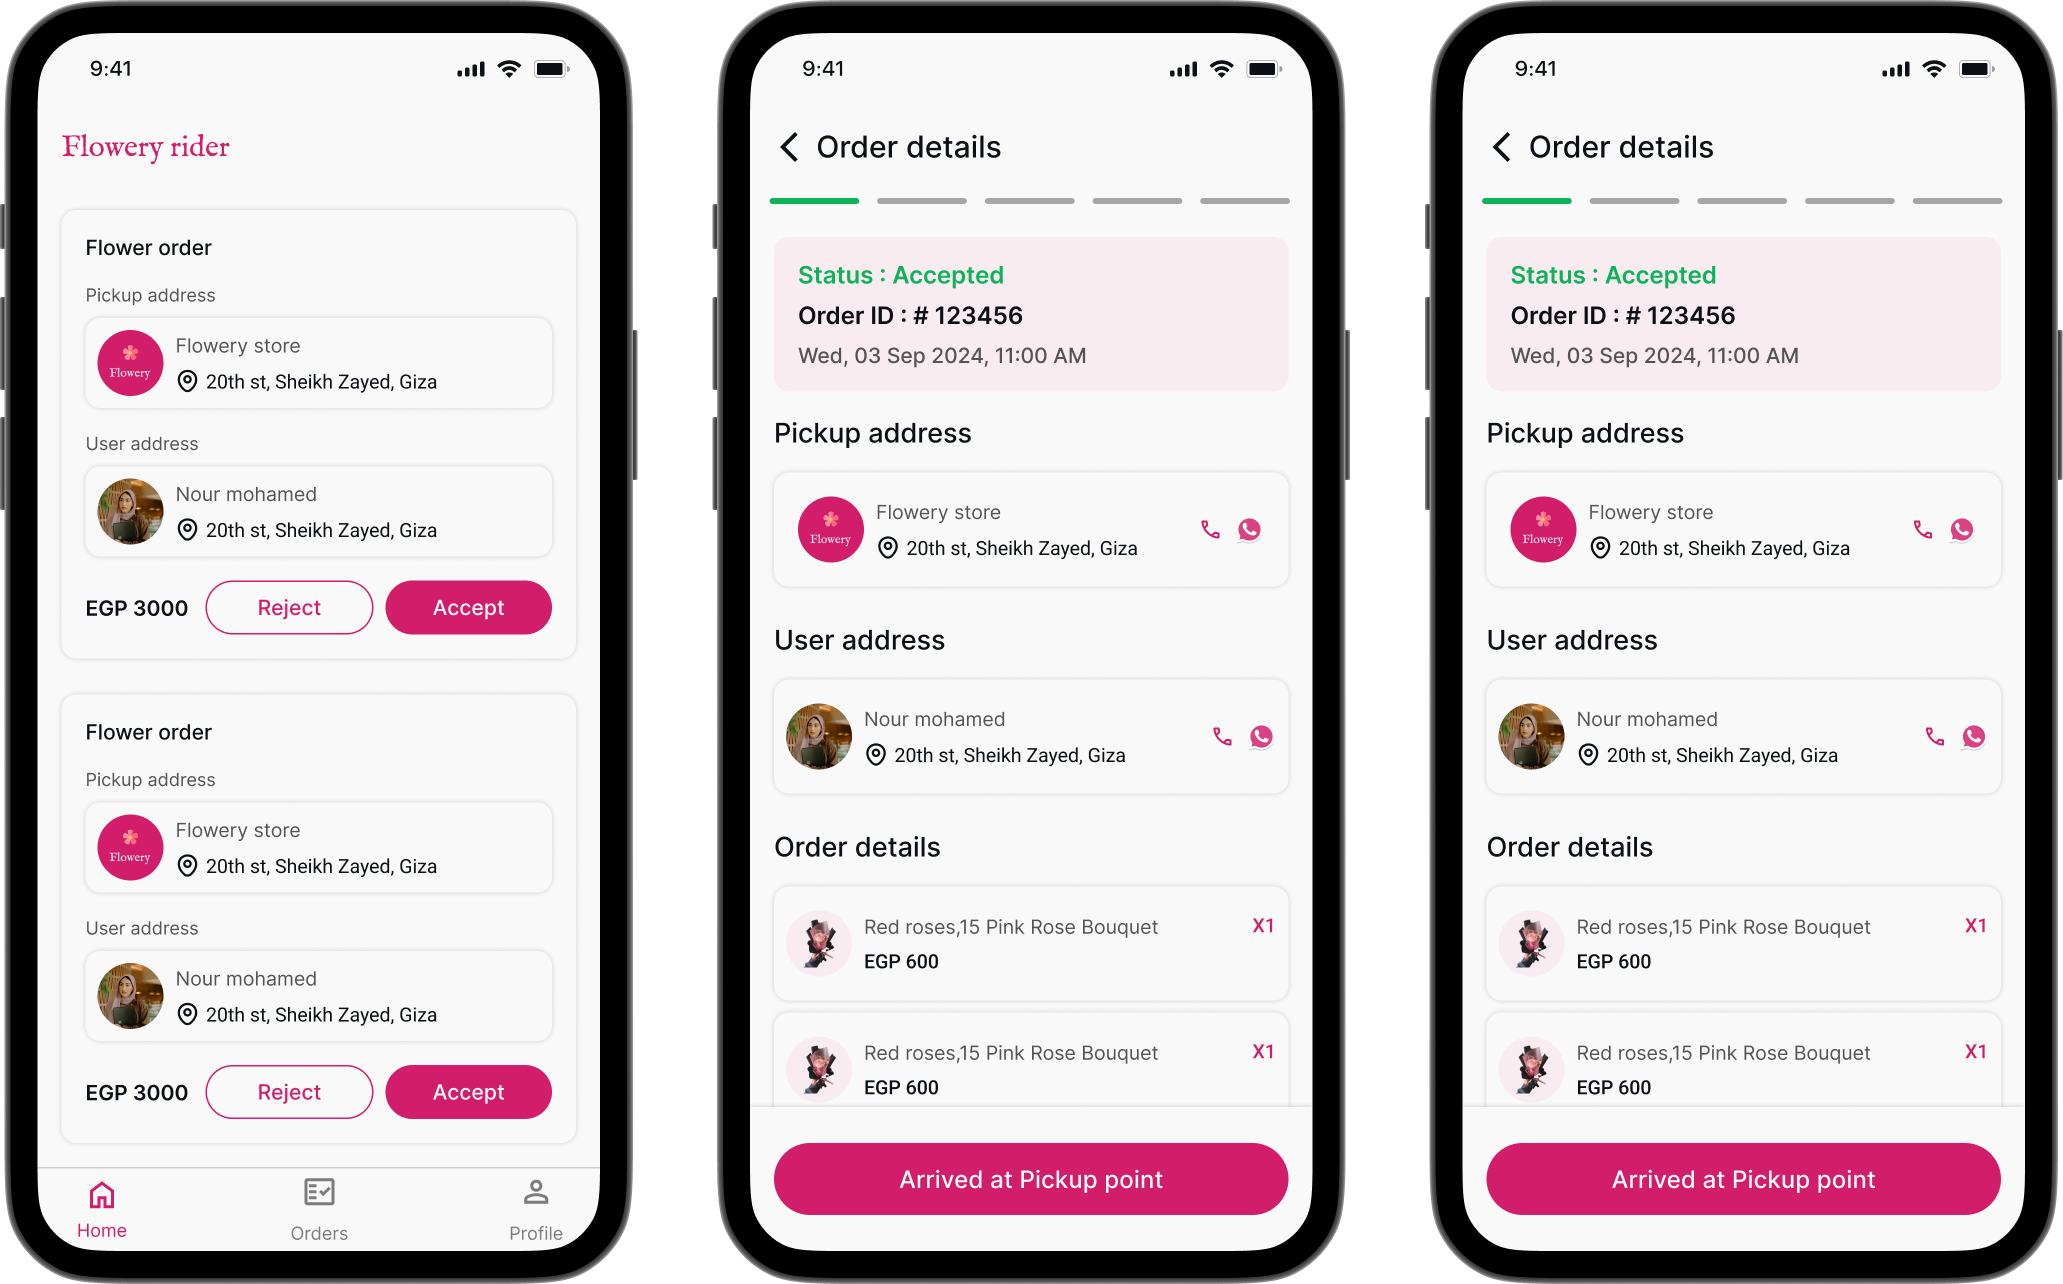 9:41
Flowery rider
Flower order
Pickup address
Flowery
Flowery store
20th st, Sheikh Zayed, Giza
User address
Nour mohamed
20th st, Sheikh Zayed, Giza
EGP 3000
Reject
Accept
Flower order
Pickup address
Flowery
Flowery store
20th st, Sheikh Zayed, Giza
User address
Nour mohamed
20th st, Sheikh Zayed, Giza
EGP 3000
Reject
Accept
Home
Orders
Profile
9:41
Order details
Status : Accepted
Order ID : # 123456
Wed, 03 Sep 2024, 11:00 AM
Pickup address
Flowery
Flowery store
20th st, Sheikh Zayed, Giza
User address
Nour mohamed
20th st, Sheikh Zayed, Giza
Order details
Red roses,15 Pink Rose Bouquet X1
EGP 600
Red roses,15 Pink Rose Bouquet X1
EGP 600
Arrived at Pickup point
9:41
Order details
Status : Accepted
Order ID : # 123456
Wed, 03 Sep 2024, 11:00 AM
Pickup address
Flowery
Flowery store
20th st, Sheikh Zayed, Giza
User address
Nour mohamed
20th st, Sheikh Zayed, Giza
Order details
Red roses,15 Pink Rose Bouquet X1
EGP 600
Red roses,15 Pink Rose Bouquet X1
EGP 600
Arrived at Pickup point